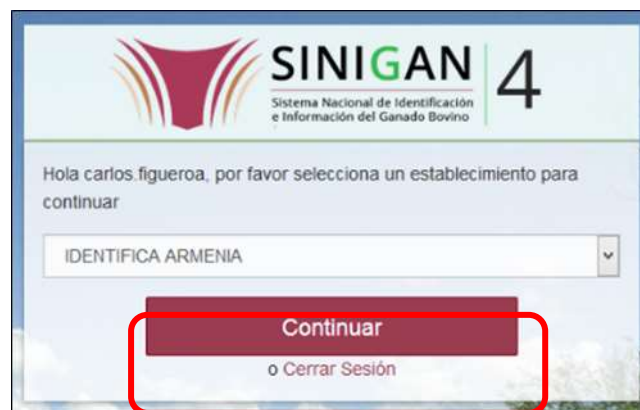 SINIGAN 4
Sistema Nacional de Identificación
e Información del Ganado Bovino
Hola carlos.figueroa, por favor selecciona un establecimiento para
continuar
IDENTIFICA ARMENIA
Continuar
o Cerrar Sesión